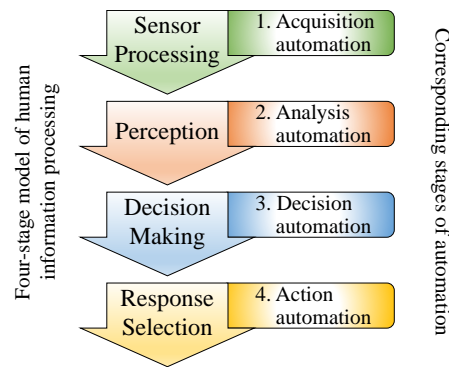 Four-stage model of human
information processing
Sensor
Processing
1. Acquisition
automation
Perception
2. Analysis
automation
Decision
Making
3. Decision
automation
Response
Selection
4. Action
automation
Corresponding stages of automation